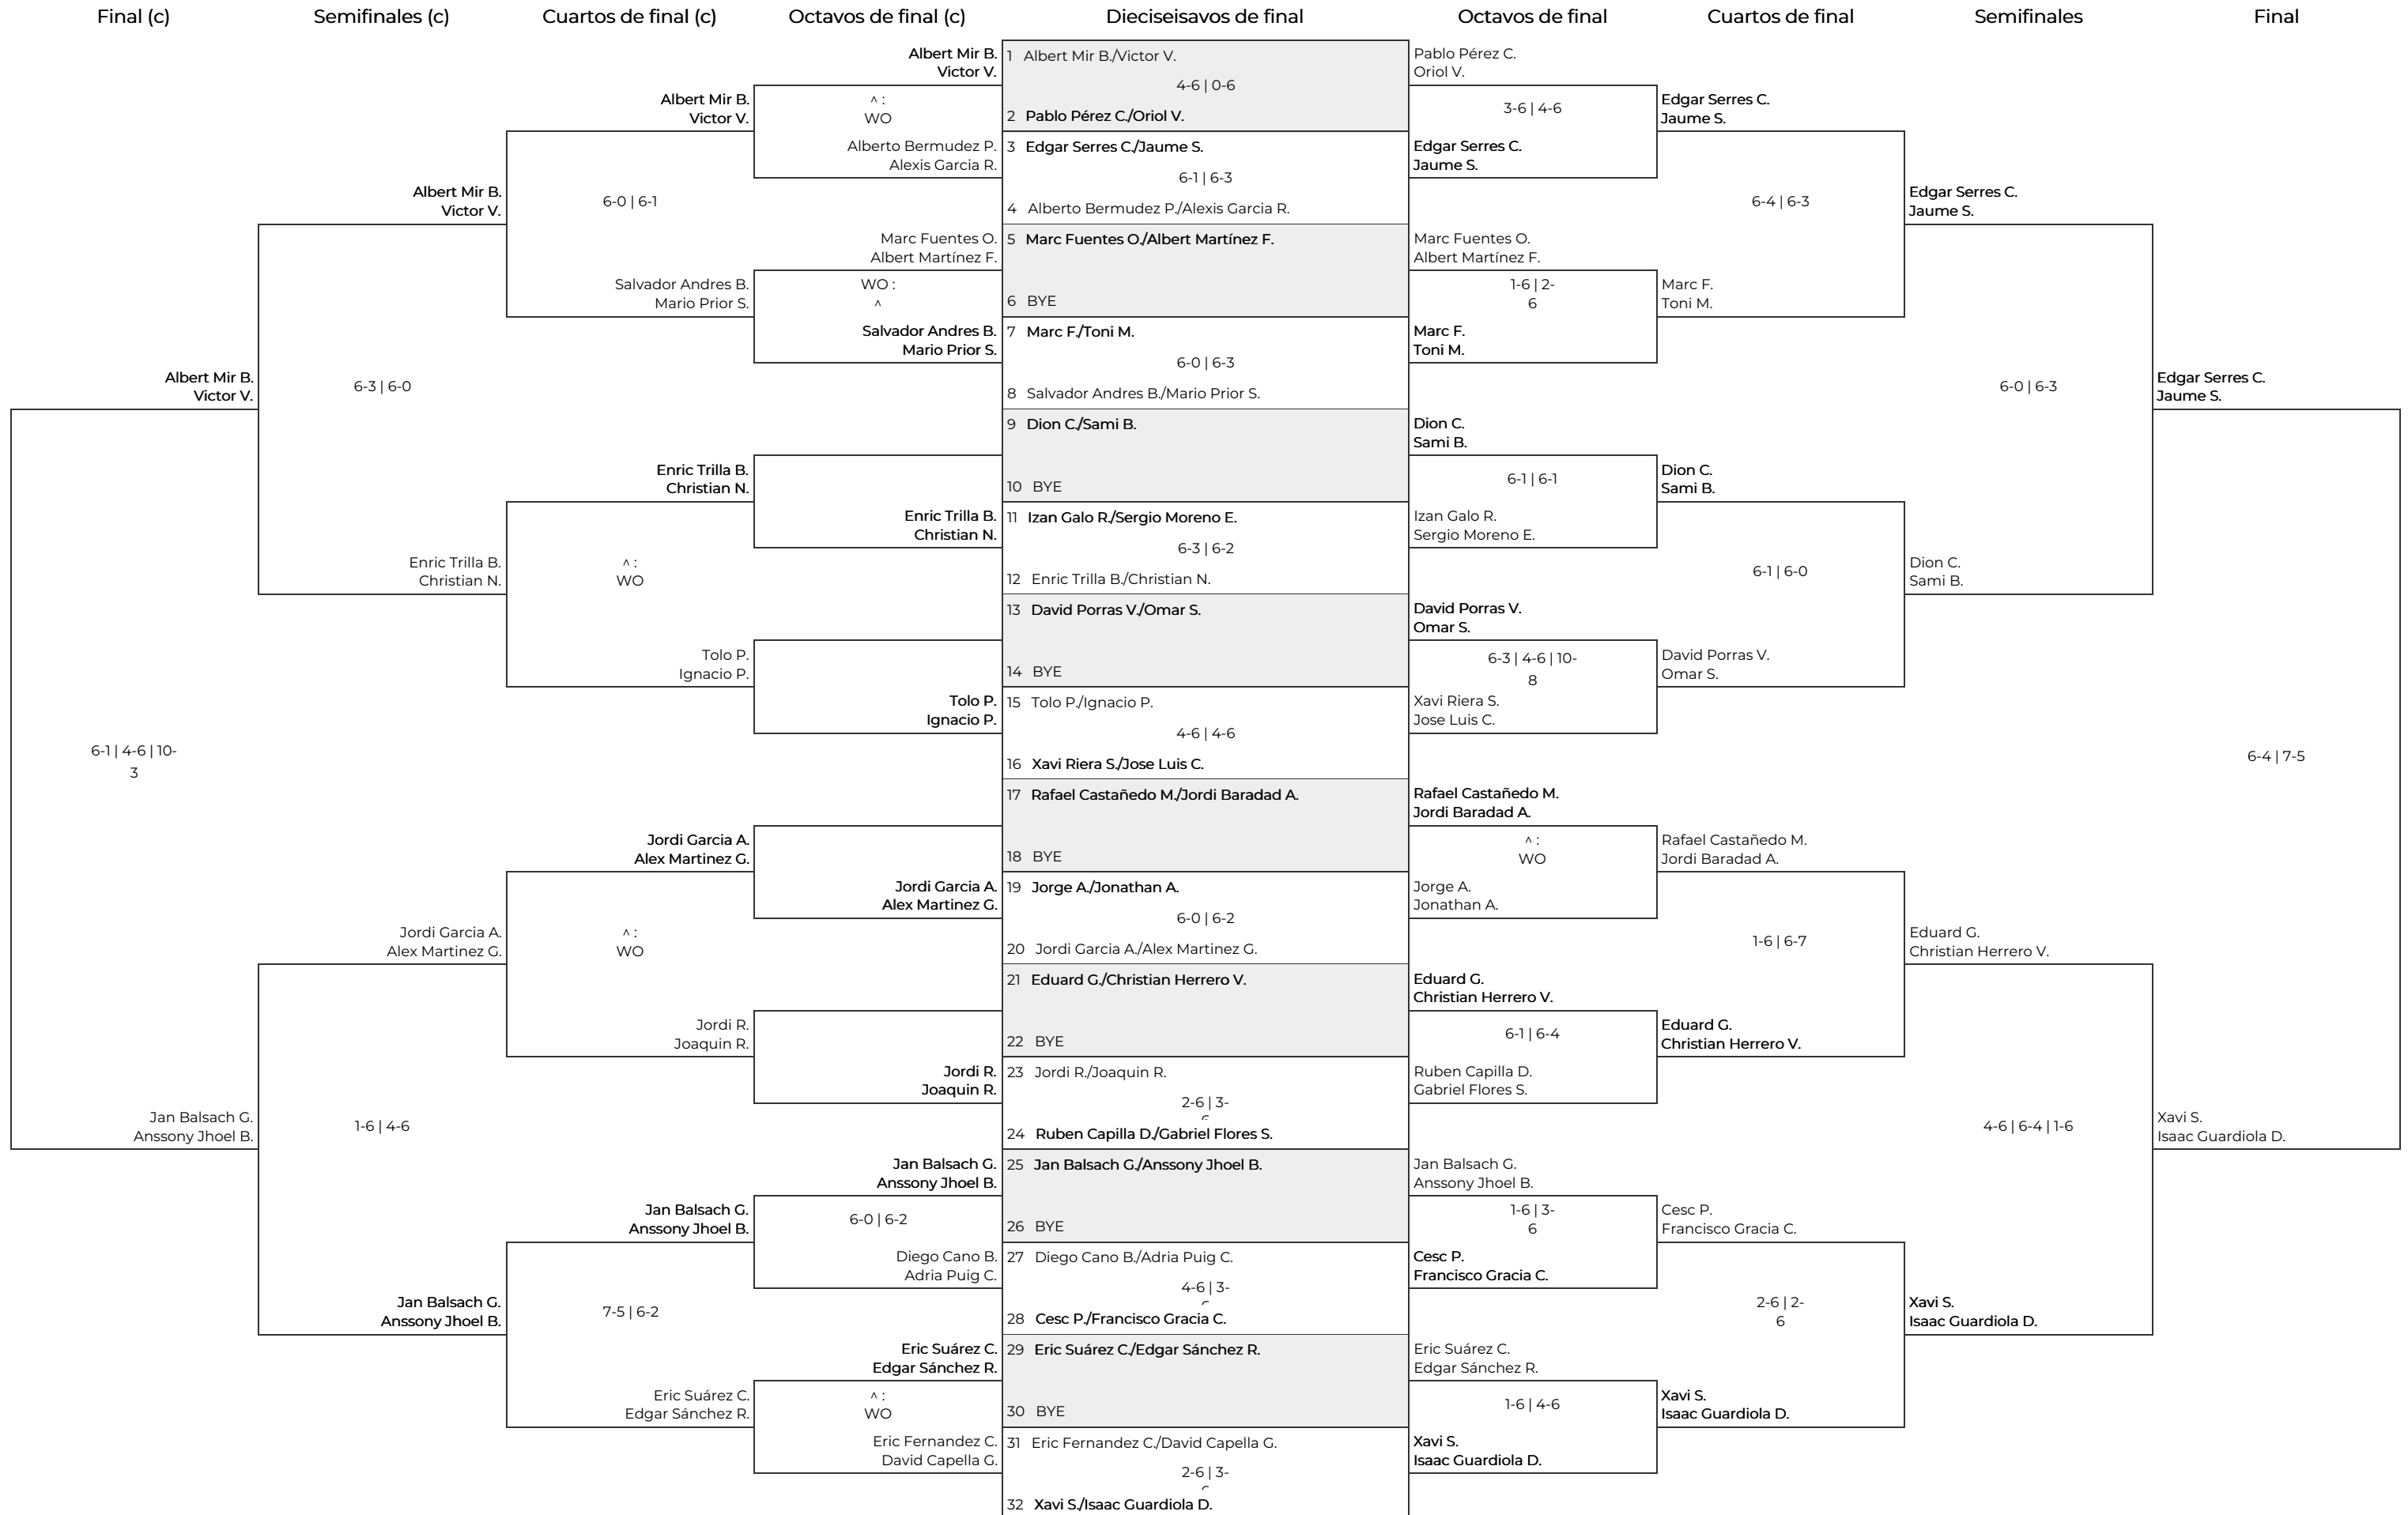 Final (c)
Semifinales (c)
Cuartos de final (c)
Octavos de final (c)
Dieciseisavos de final
Octavos de final
Cuartos de final
Semifinales
Final
Albert Mir B.
Victor V.
6-1 | 4-6 | 10-
3
Jan Balsach G.
Anssony Jhoel B.
Albert Mir B.
Victor V.
6-3 | 6-0
Enric Trilla B.
Christian N.
Jordi Garcia A.
Alex Martinez G.
1-6 | 4-6
Jan Balsach G.
Anssony Jhoel B.
Albert Mir B.
Victor V.
6-0 | 6-1
Salvador Andres B.
Mario Prior S.
Enric Trilla B.
Christian N.
^ :
WO
Tolo P.
Ignacio P.
Jordi Garcia A.
Alex Martinez G.
^ :
WO
Jordi R.
Joaquin R.
Jan Balsach G.
Anssony Jhoel B.
7-5 | 6-2
Eric Suárez C.
Edgar Sánchez R.
Albert Mir B.
Victor V.
^ :
WO
Alberto Bermudez P.
Alexis Garcia R.
Marc Fuentes O.
Albert Martínez F.
WO :
^
Salvador Andres B.
Mario Prior S.
Enric Trilla B.
Christian N.
Tolo P.
Ignacio P.
Jordi Garcia A.
Alex Martinez G.
Jordi R.
Joaquin R.
Jan Balsach G.
Anssony Jhoel B.
6-0 | 6-2
Diego Cano B.
Adria Puig C.
Eric Suárez C.
Edgar Sánchez R.
^ :
WO
Eric Fernandez C.
David Capella G.
1 Albert Mir B./Victor V.
4-6 | 0-6
2 Pablo Pérez C./Oriol V.
3 Edgar Serres C./Jaume S.
6-1 | 6-3
4 Alberto Bermudez P./Alexis Garcia R.
5 Marc Fuentes O./Albert Martínez F.
6 BYE
7 Marc F./Toni M.
6-0 | 6-3
8 Salvador Andres B./Mario Prior S.
9 Dion C./Sami B.
10 BYE
11 Izan Galo R./Sergio Moreno E.
6-3 | 6-2
12 Enric Trilla B./Christian N.
13 David Porras V./Omar S.
14 BYE
15 Tolo P./Ignacio P.
4-6 | 4-6
16 Xavi Riera S./Jose Luis C.
17 Rafael Castañedo M./Jordi Baradad A.
18 BYE
19 Jorge A./Jonathan A.
6-0 | 6-2
20 Jordi Garcia A./Alex Martinez G.
21 Eduard G./Christian Herrero V.
22 BYE
23 Jordi R./Joaquin R.
2-6 | 3-
24 Ruben Capilla D./Gabriel Flores S.
25 Jan Balsach G./Anssony Jhoel B.
26 BYE
27 Diego Cano B./Adria Puig C.
4-6 | 3-
28 Cesc P./Francisco Gracia C.
29 Eric Suárez C./Edgar Sánchez R.
30 BYE
31 Eric Fernandez C./David Capella G.
2-6 | 3-
32 Xavi S./Isaac Guardiola D.
Pablo Pérez C.
Oriol V.
3-6 | 4-6
Edgar Serres C.
Jaume S.
Marc Fuentes O.
Albert Martínez F.
1-6 | 2-
6
Marc F.
Toni M.
Dion C.
Sami B.
6-1 | 6-1
Izan Galo R.
Sergio Moreno E.
David Porras V.
Omar S.
6-3 | 4-6 | 10-
8
Xavi Riera S.
Jose Luis C.
Rafael Castañedo M.
Jordi Baradad A.
^ :
WO
Jorge A.
Jonathan A.
Eduard G.
Christian Herrero V.
6-1 | 6-4
Ruben Capilla D.
Gabriel Flores S.
Jan Balsach G.
Anssony Jhoel B.
1-6 | 3-
6
Cesc P.
Francisco Gracia C.
Eric Suárez C.
Edgar Sánchez R.
1-6 | 4-6
Xavi S.
Isaac Guardiola D.
Edgar Serres C.
Jaume S.
6-4 | 6-3
Marc F.
Toni M.
Dion C.
Sami B.
6-1 | 6-0
David Porras V.
Omar S.
Rafael Castañedo M.
Jordi Baradad A.
1-6 | 6-7
Eduard G.
Christian Herrero V.
Cesc P.
Francisco Gracia C.
2-6 | 2-
6
Xavi S.
Isaac Guardiola D.
Edgar Serres C.
Jaume S.
6-0 | 6-3
Dion C.
Sami B.
Eduard G.
Christian Herrero V.
4-6 | 6-4 | 1-6
Xavi S.
Isaac Guardiola D.
Edgar Serres C.
Jaume S.
6-4 | 7-5
Xavi S.
Isaac Guardiola D.